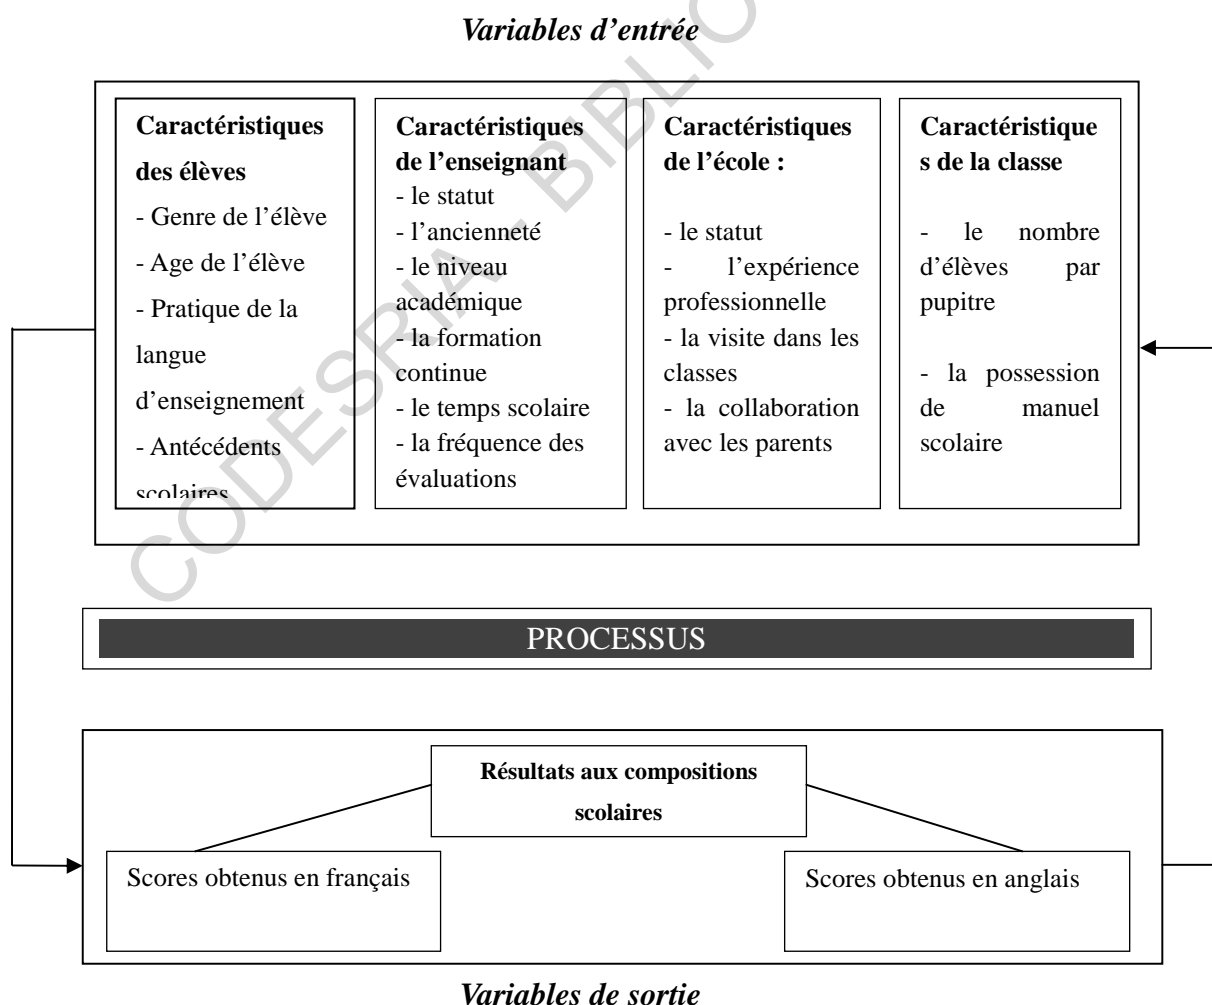 Variables d’entrée
Caractéristiques
des élèves
- Genre de l’élève
- Age de l’élève
- Pratique de la
langue
d’enseignement
- Antécédents
scolaires
Caractéristiques
de l’enseignant
- le statut
- l’ancienneté
- le niveau
académique
- la formation
continue
- le temps scolaire
- la fréquence des
évaluations
Caractéristiques
de l’école :
- le statut
- l’expérience
professionnelle
- la visite dans les
classes
- la collaboration
avec les parents
Caractéristique
s de la classe
- le nombre
d’élèves par
pupitre
- la possession
de manuel
scolaire
PROCESSUS
Résultats aux compositions
scolaires
Scores obtenus en français
Scores obtenus en anglais
Variables de sortie
CODESRIA - BIBLIO